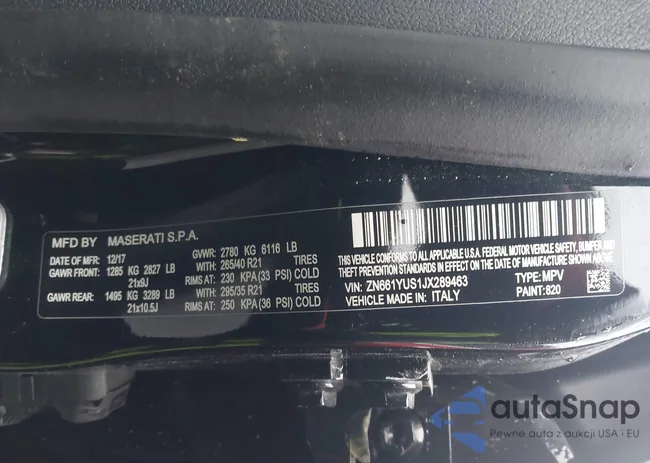 MFD BY MASERATI S.P.A.
DATE OF MFR: 12/17 GVWR: 2780 KG 6116 LB
GAWR FRONT: 1285 KG 2827 LB WITH 265/40 R21 TIRES
21x9J RIMS AT: 230 KPA(33 PSI) COLD
GAWR REAR: 1495 KG 3289 LB WITH 295/35 R21 TIRES
21x10.5J RIMS AT: 250 KPA(36 PSI) COLD
THIS VEHICLE CONFORMS TO ALL APPLICABLE U.S.A. FEDERAL MOTOR VEHICLE SAFETY, BUMPER, AND
THEFT PREVENTION STANDARDS IN EFFECT ON THE DATE OF MANUFACTURE SHOWN ABOVE.
VIN: ZN661YUS1JX289463 TYPE: MPV
VEHICLE MADE IN: ITALY PAINT: 820
autaSnap
Pewne auta z aukcji USA i EU